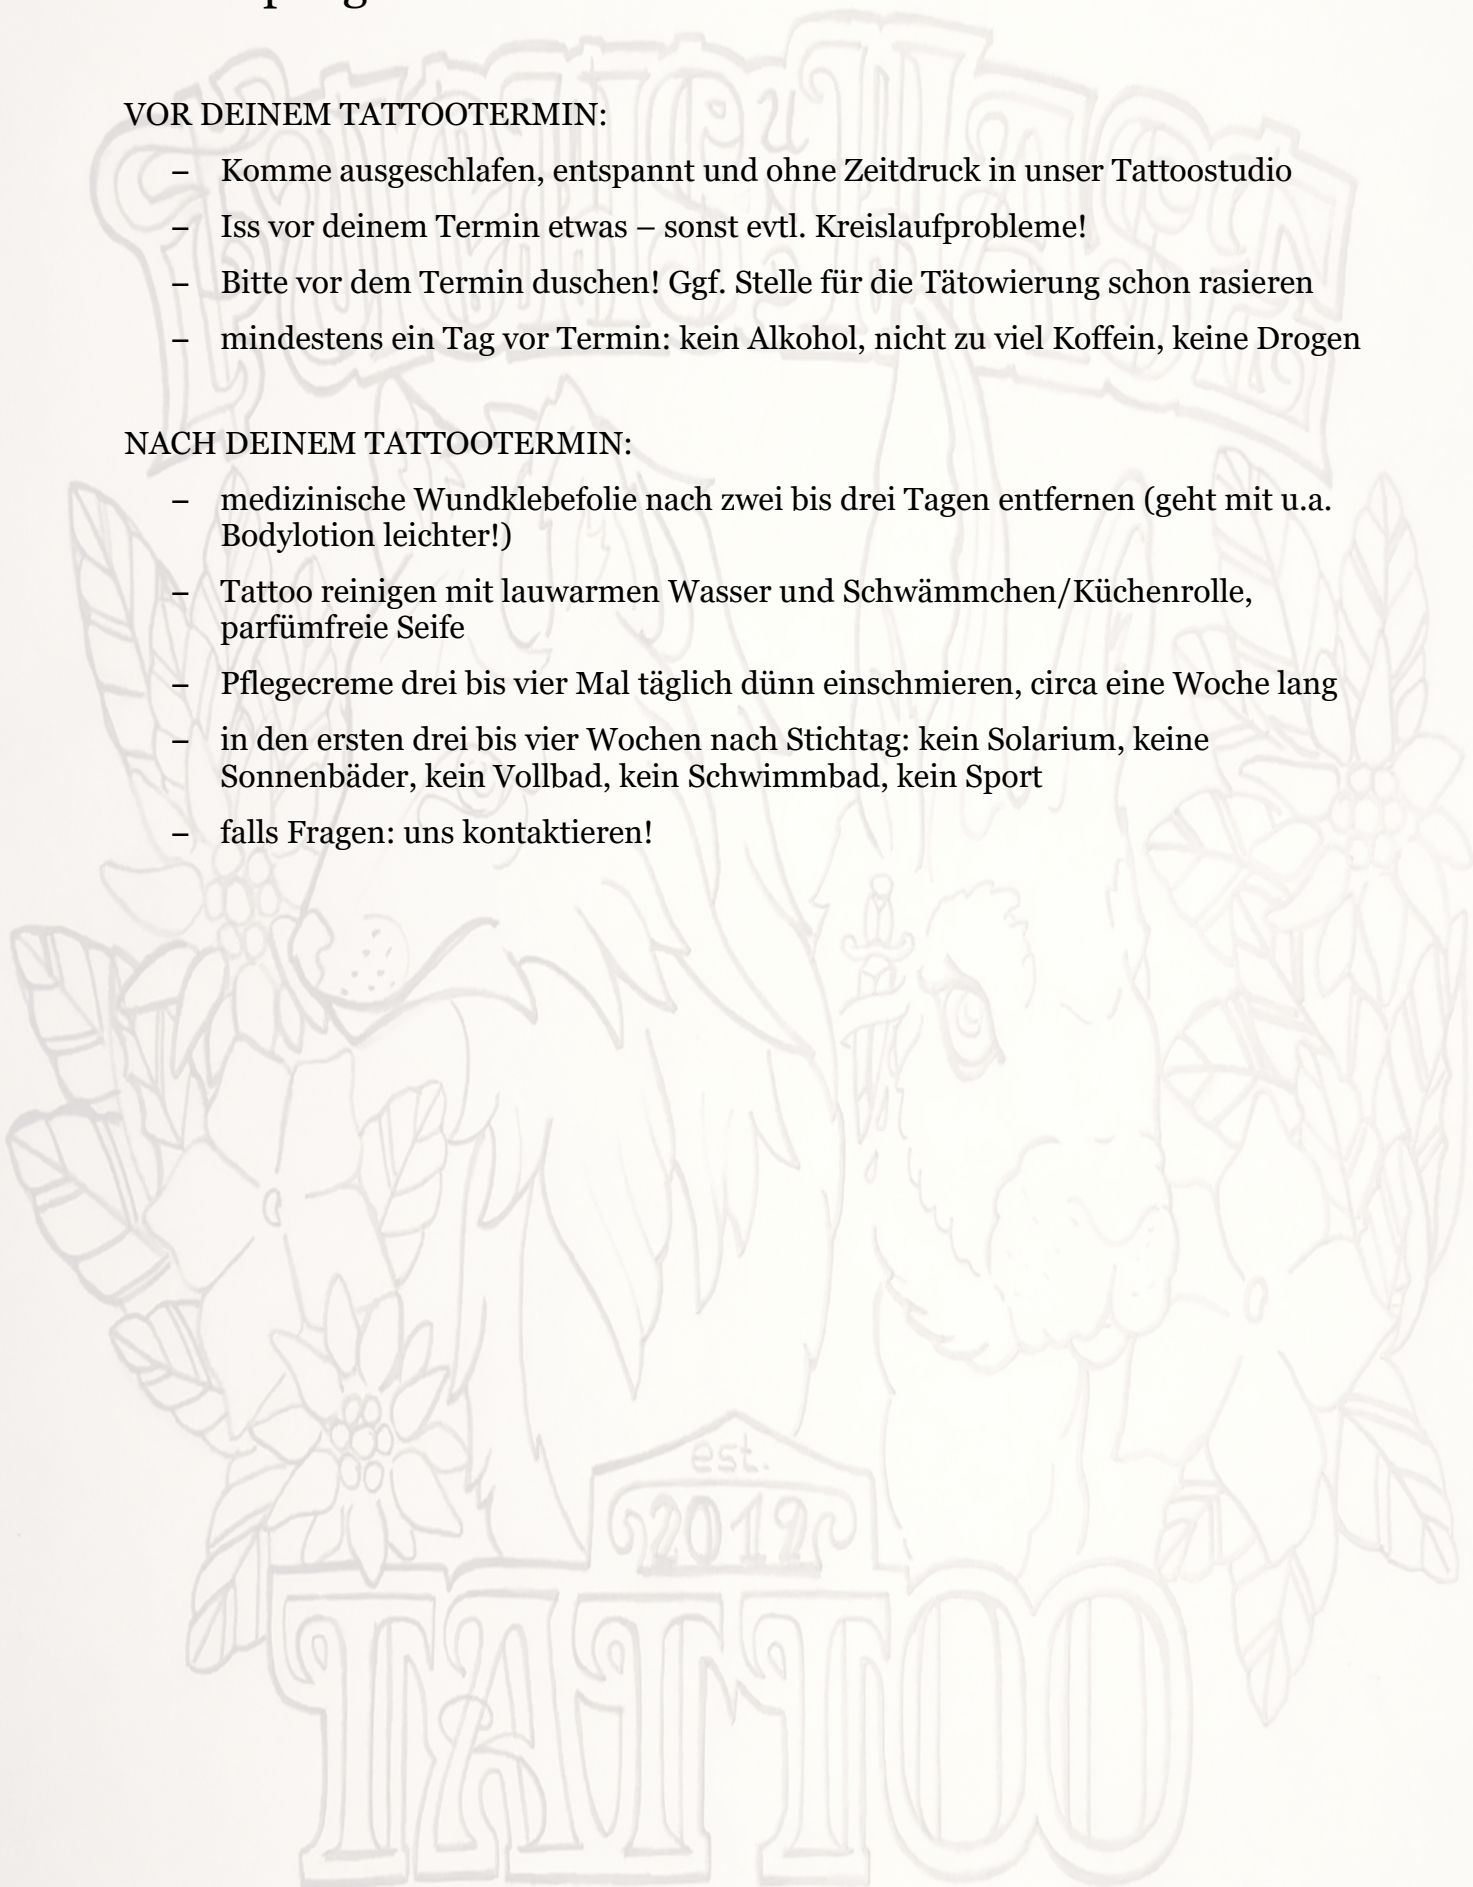 VOR DEINEM TATTOOTERMIN:
– Komme ausgeschlafen, entspannt und ohne Zeitdruck in unser Tattoostudio
– Iss vor deinem Termin etwas – sonst evtl. Kreislaufprobleme!
– Bitte vor dem Termin duschen! Ggf. Stelle für die Tätowierung schon rasieren
– mindestens ein Tag vor Termin: kein Alkohol, nicht zu viel Koffein, keine Drogen
NACH DEINEM TATTOOTERMIN:
– medizinische Wundklebefolie nach zwei bis drei Tagen entfernen (geht mit u.a.
Bodylotion leichter!)
– Tattoo reinigen mit lauwarmen Wasser und Schwämmchen/Küchenrolle,
parfümfreie Seife
– Pflegecreme drei bis vier Mal täglich dünn einschmieren, circa eine Woche lang
– in den ersten drei bis vier Wochen nach Stichtag: kein Solarium, keine
Sonnenbäder, kein Vollbad, kein Schwimmbad, kein Sport
– falls Fragen: uns kontaktieren!
est.
2019
TATTOO